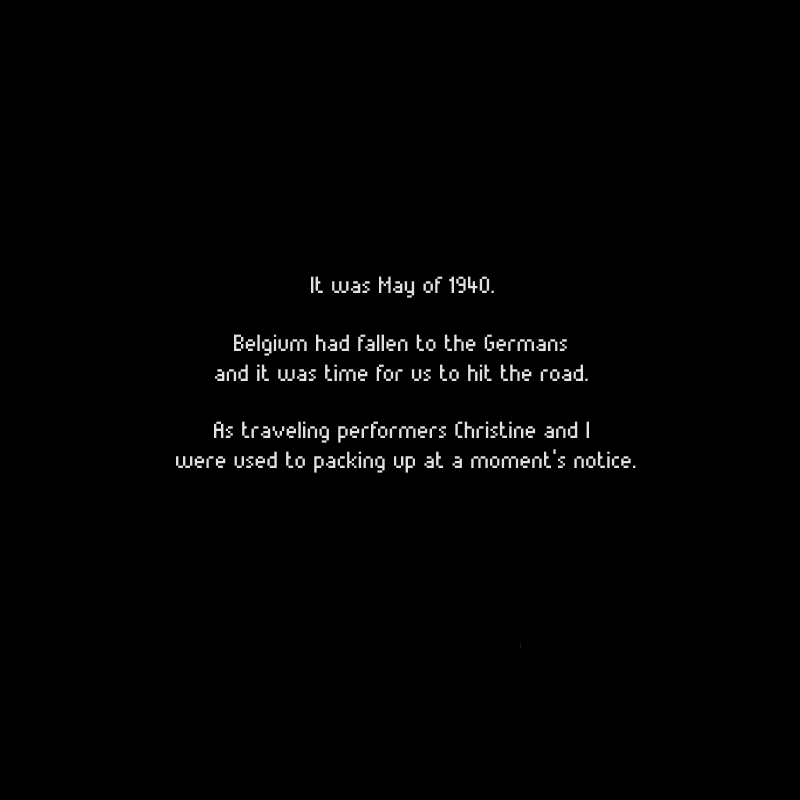 It was May of 1940.
Belgium had fallen to the Germans
and it was time for us to hit the road.
As traveling performers Christine and I
were used to packing up at a moment's notice.